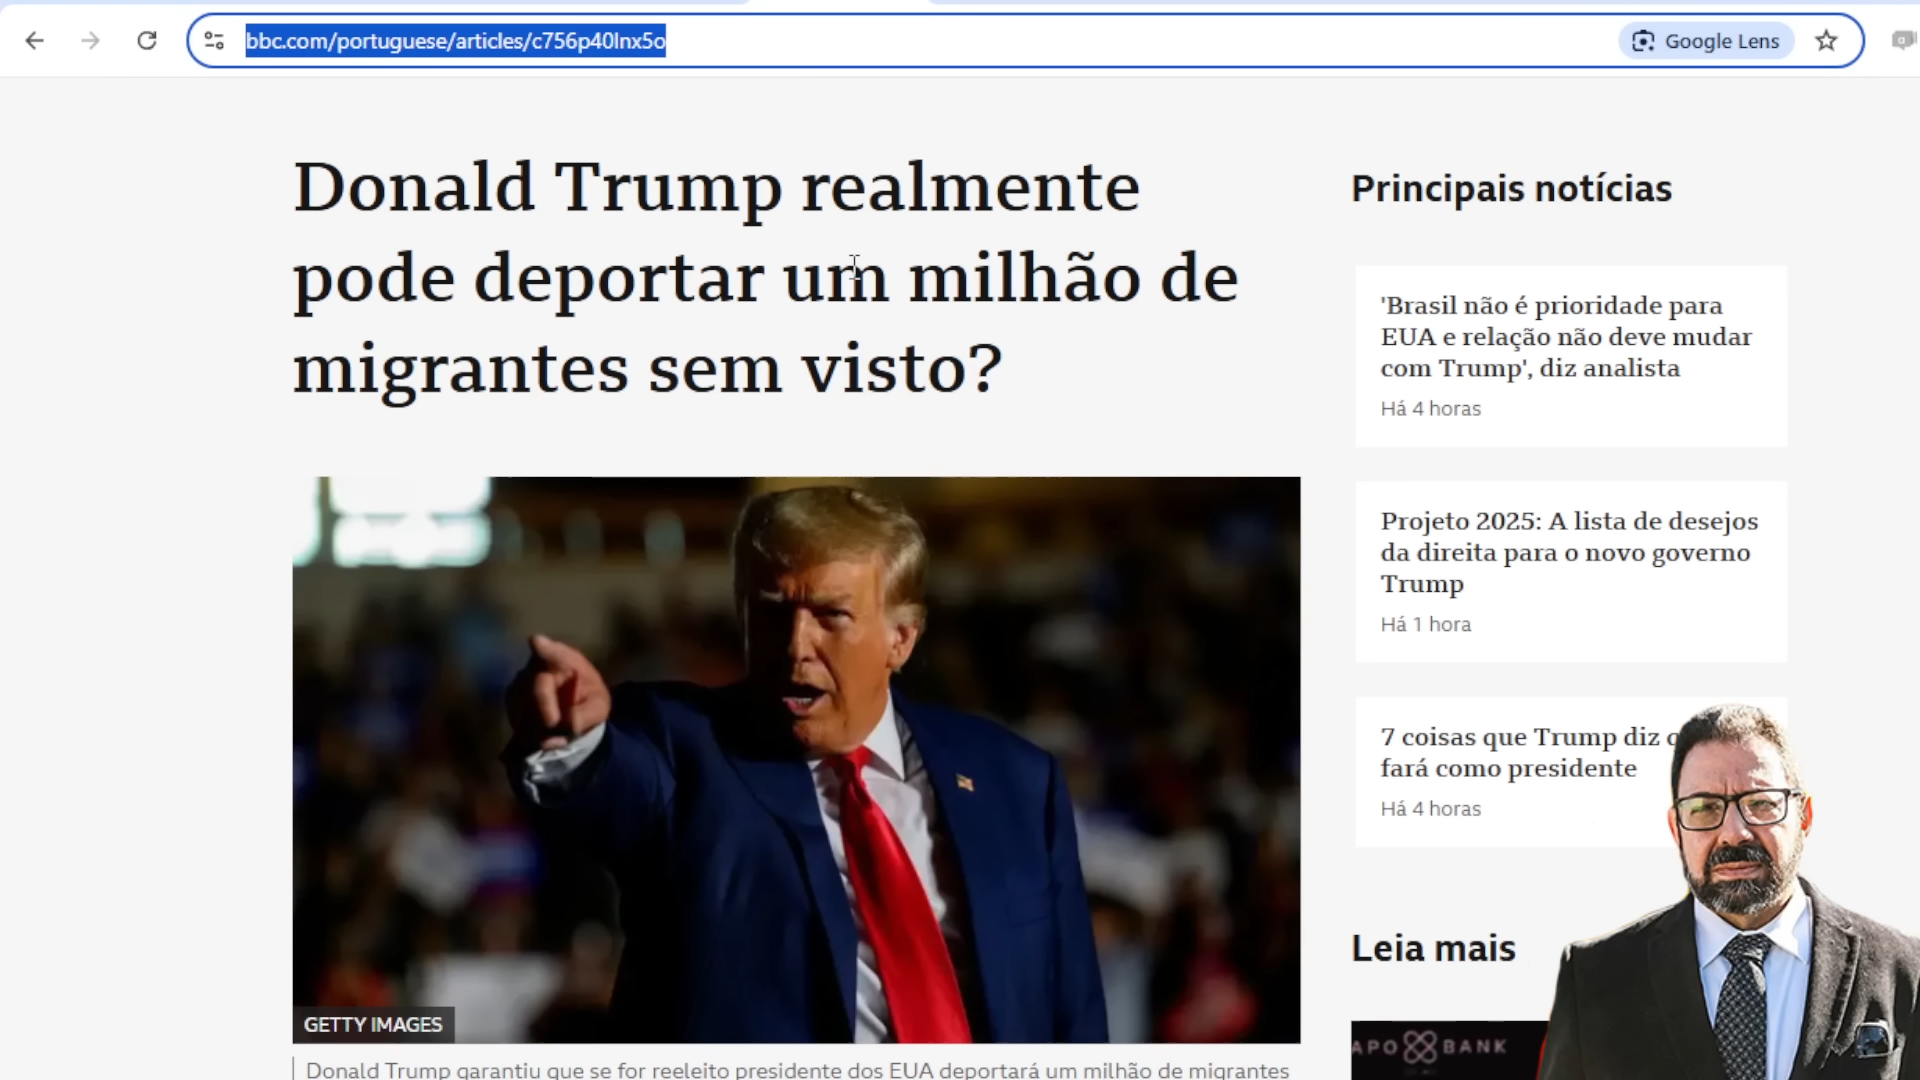 bbc.com/portuguese/articles/c756p40lnx5o
Google Lens
Donald Trump realmente
pode deportar um milhão de
migrantes sem visto?
GETTY IMAGES
Donald Trump garantiu que se for reeleito presidente dos EUA deportará um milhão de migrantes
Principais notícias
'Brasil não é prioridade para
EUA e relação não deve mudar
com Trump', diz analista
Há 4 horas
Projeto 2025: A lista de desejos
da direita para o novo governo
Trump
Há 1 hora
7 coisas que Trump diz
fará como presidente
Há 4 horas
Leia mais
APO BANK